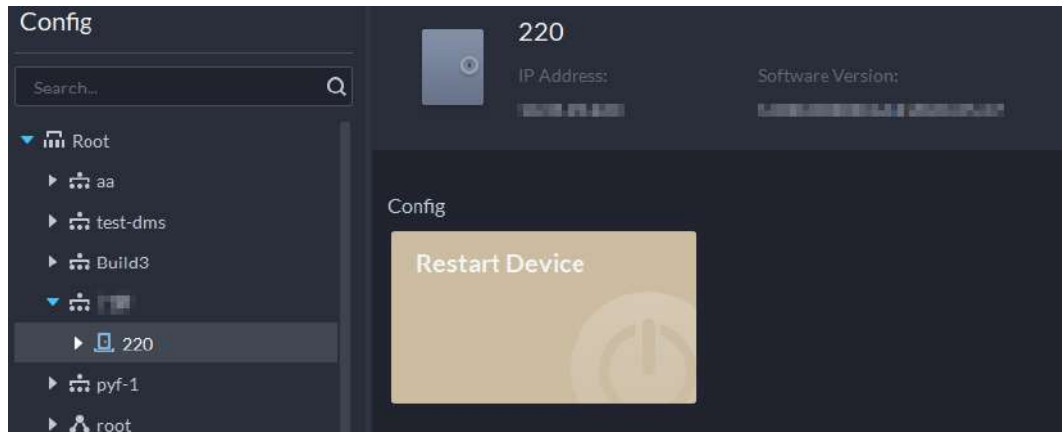 Config
Search...
Root
aa
test-dms
Build3
220
pyf-1
root
220
IP Address:
Software Version:
Config
Restart Device